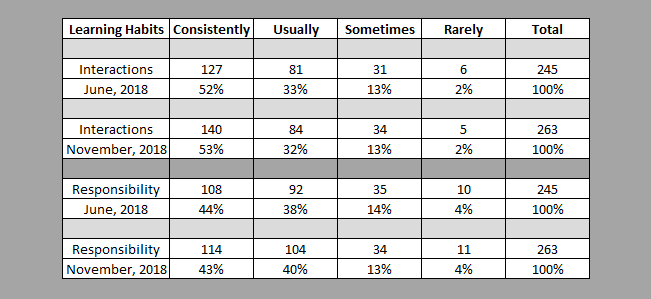 Learning Habits Consistently Usually Sometimes Rarely Total
Interactions 127 81 31 6 245
June, 2018 52% 33% 13% 2% 100%
Interactions 140 84 34 5 263
November, 2018 53% 32% 13% 2% 100%
Responsibility 108 92 35 10 245
June, 2018 44% 38% 14% 4% 100%
Responsibility 114 104 34 11 263
November, 2018 43% 40% 13% 4% 100%